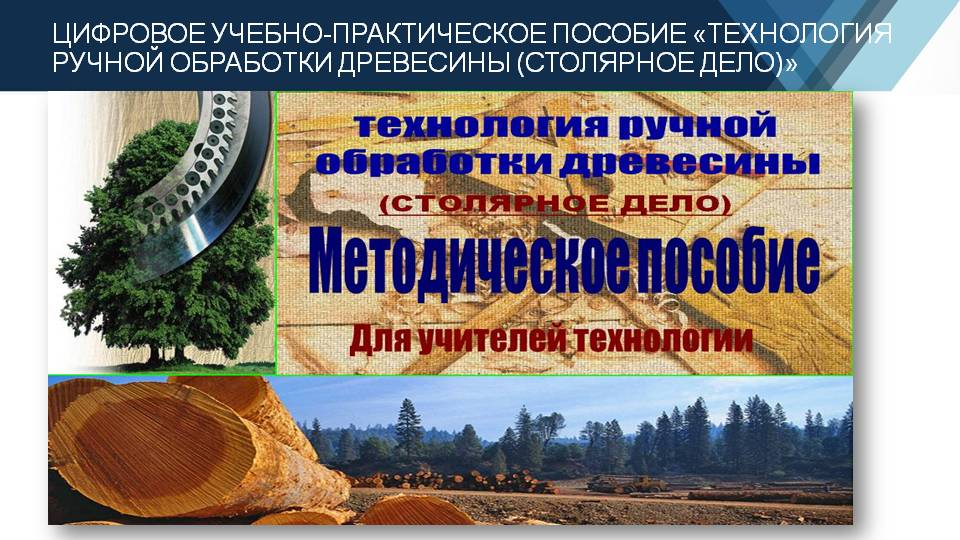 ЦИФРОВОЕ УЧЕБНО-ПРАКТИЧЕСКОЕ ПОСОБИЕ «ТЕХНОЛОГИЯ
РУЧНОЙ ОБРАБОТКИ ДРЕВЕСИНЫ (СТОЛЯРНОЕ ДЕЛО)»
технология ручной
обработки древесины
(СТОЛЯРНОЕ ДЕЛО)
Методическое пособие
Для учителей технологии